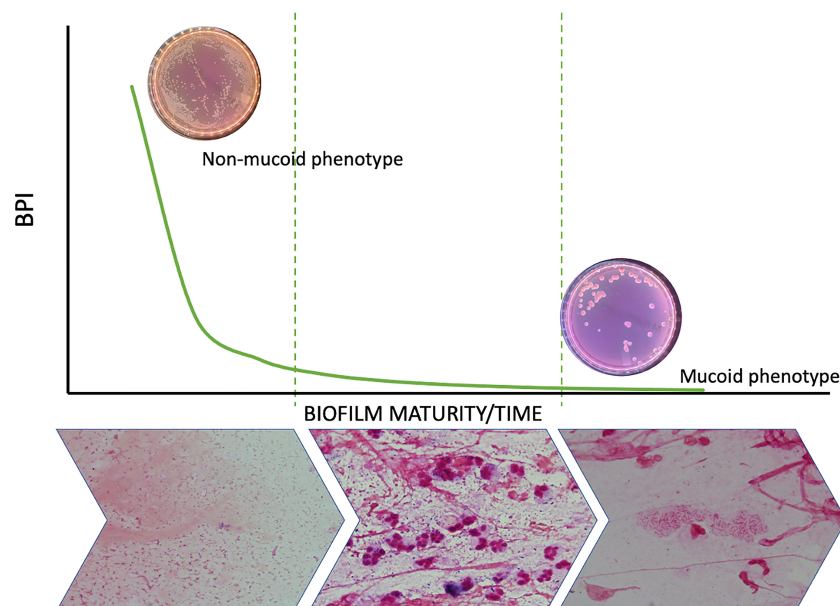 Non-mucoid phenotype
BPI
Mucoid phenotype
BIOFILM MATURITY/TIME